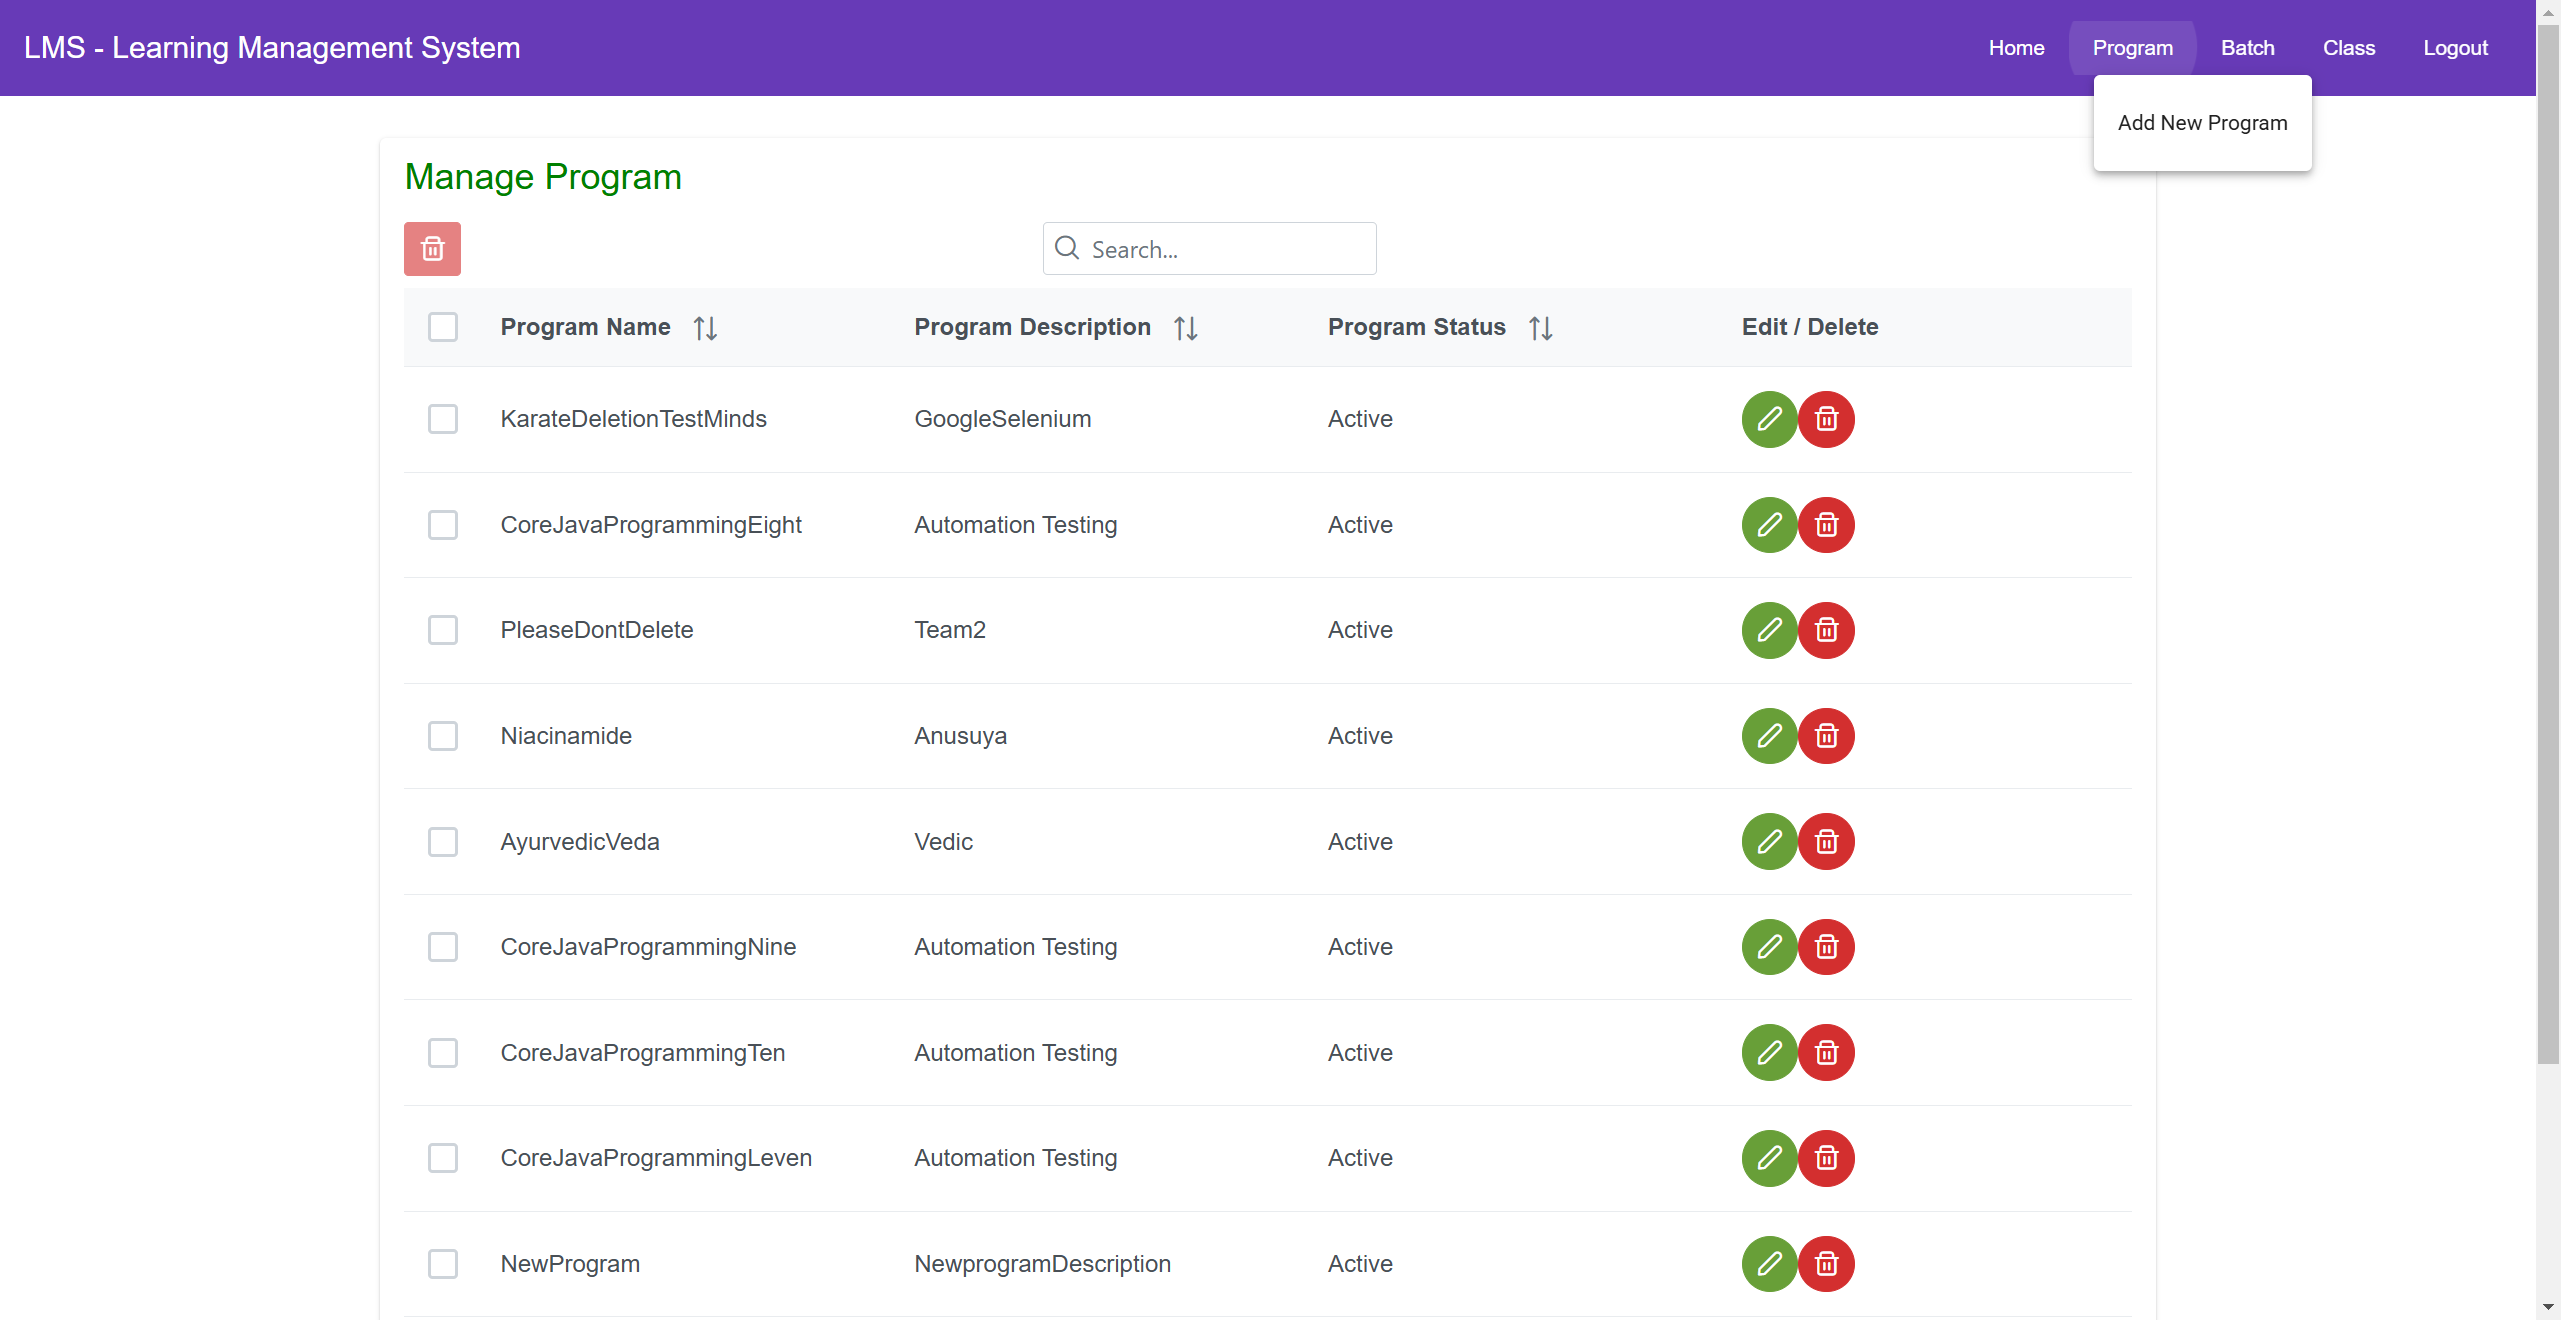 LMS - Learning Management System
Home Program Batch Class Logout
Add New Program
Manage Program
Search...
Program Name Program Description Program Status Edit / Delete
KarateDeletionTestMinds GoogleSelenium Active
CoreJavaProgrammingEight Automation Testing Active
PleaseDontDelete Team2 Active
Niacinamide Anusuya Active
AyurvedicVeda Vedic Active
CoreJavaProgrammingNine Automation Testing Active
CoreJavaProgrammingTen Automation Testing Active
CoreJavaProgrammingLeven Automation Testing Active
NewProgram NewprogramDescription Active